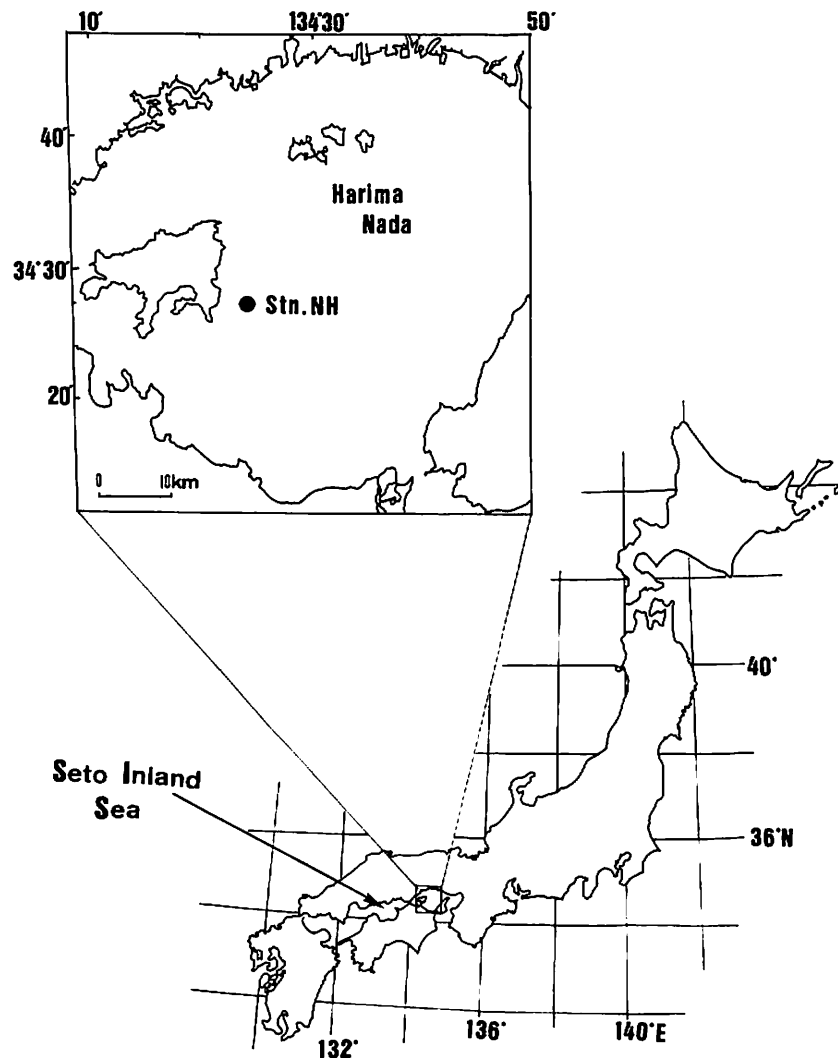 10′ 134°30′ 50′
40′
Harima
Nada
34°30′
Stn.NH
20′
0 10km
40°
Seto Inland
Sea
36°N
132° 136° 140°E